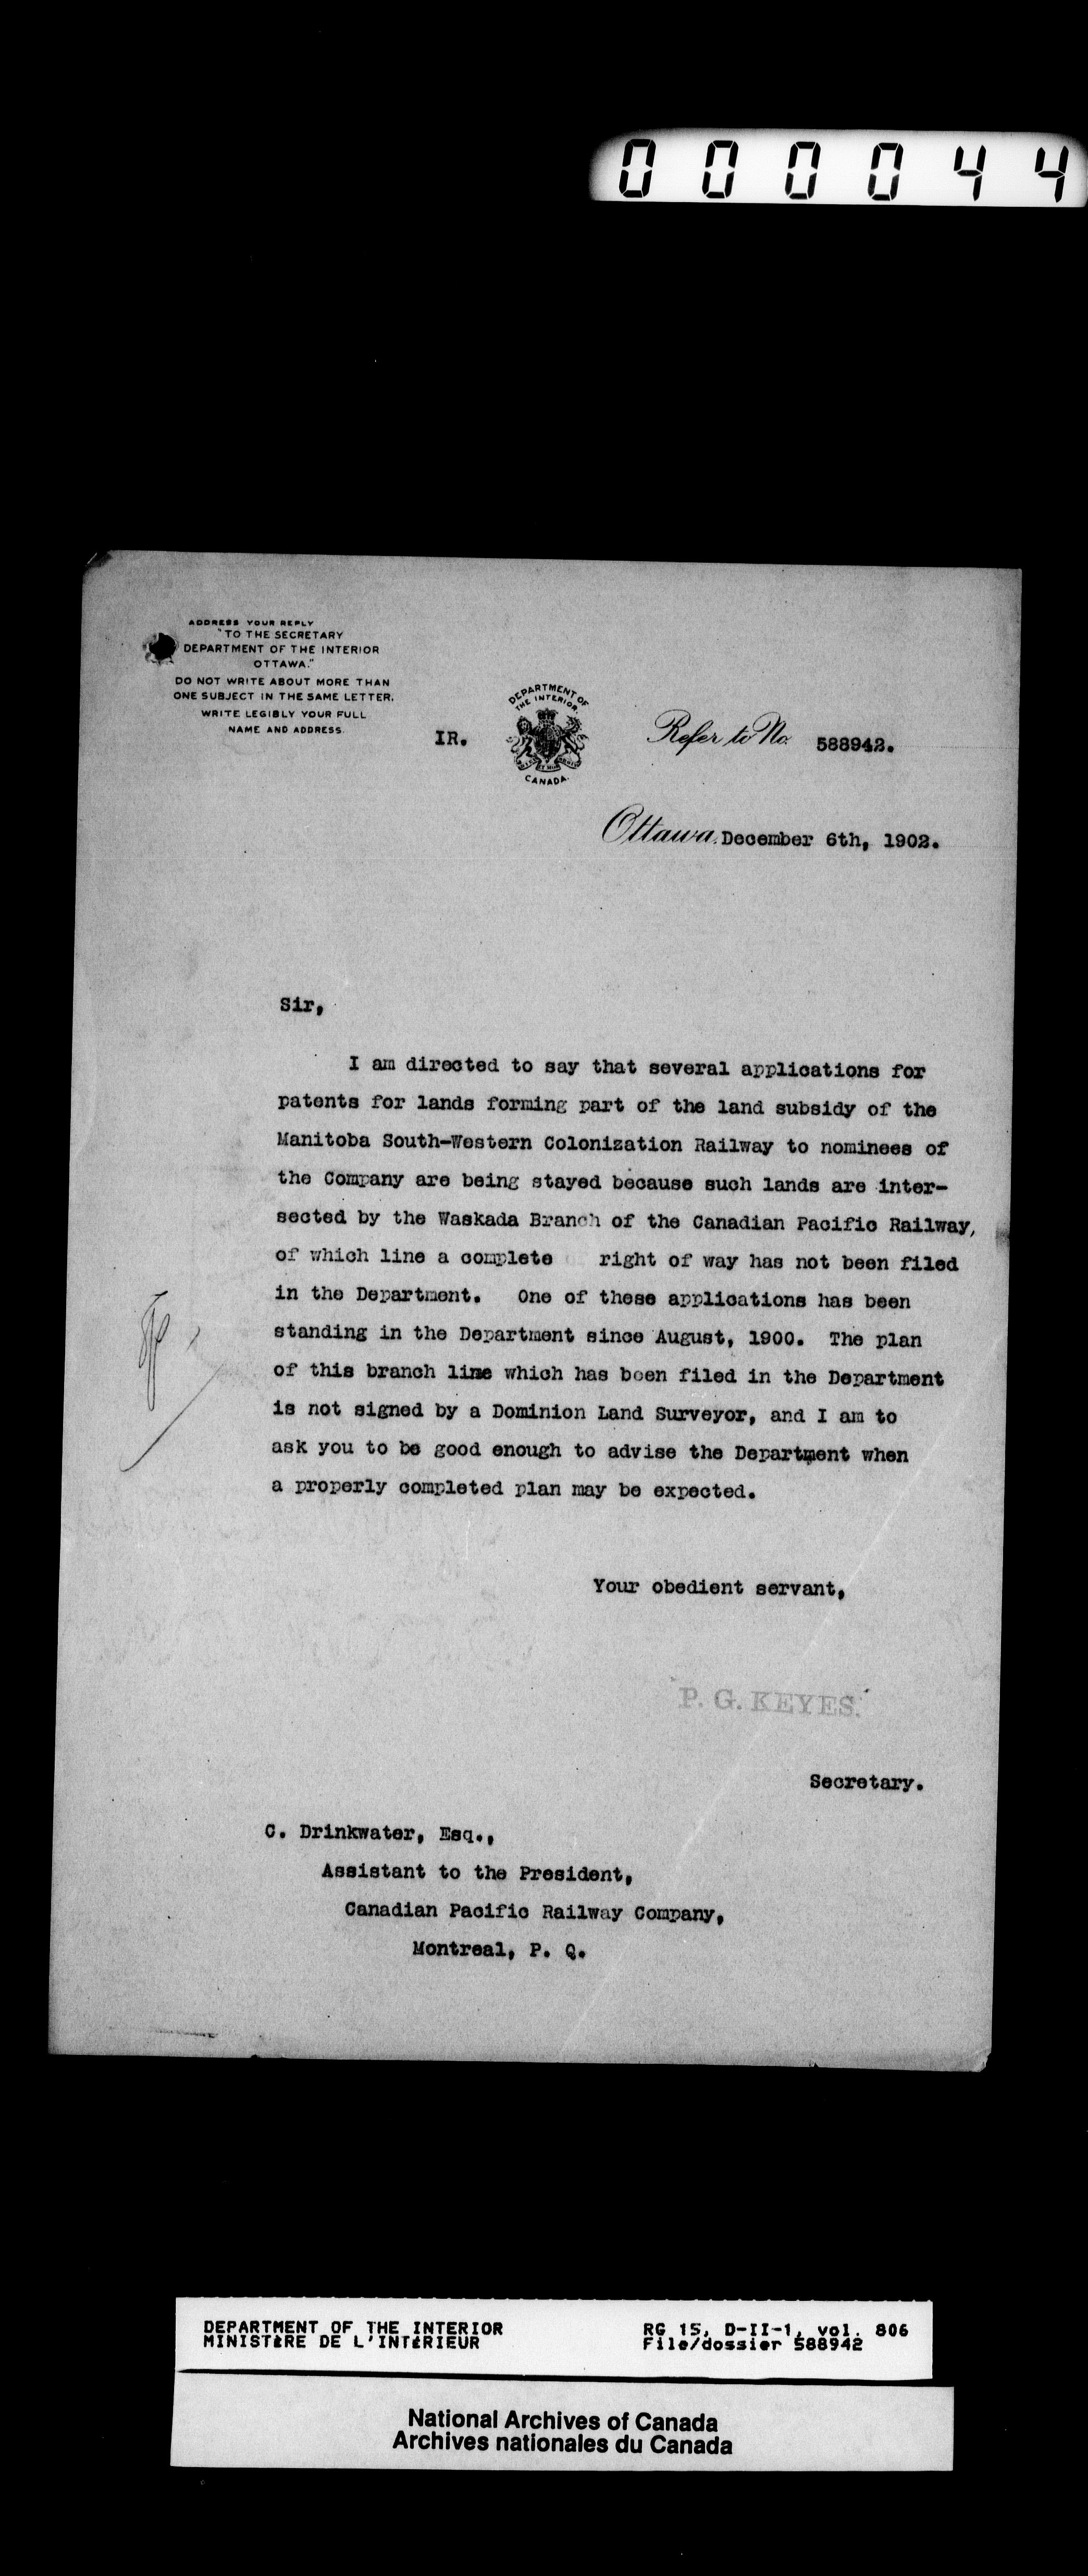 000044
ADDRESS YOUR REPLY
"TO THE SECRETARY
DEPARTMENT OF THE INTERIOR
OTTAWA."
DO NOT WRITE ABOUT MORE THAN
ONE SUBJECT IN THE SAME LETTER.
WRITE LEGIBLY YOUR FULL
NAME AND ADDRESS.
IR.
DEPARTMENT OF
THE INTERIOR.
CANADA.
Refer to No. 588942.
Ottawa, December 6th, 1902.
Sir,
I am directed to say that several applications for
patents for lands forming part of the land subsidy of the
Manitoba South-Western Colonization Railway to nominees of
the Company are being stayed because such lands are inter-
sected by the Waskada Branch of the Canadian Pacific Railway,
of which line a complete right of way has not been filed
in the Department. One of these applications has been
standing in the Department since August, 1900. The plan
of this branch line which has been filed in the Department
is not signed by a Dominion Land Surveyor, and I am to
ask you to be good enough to advise the Department when
a properly completed plan may be expected.
Your obedient servant,
P. G. KEYES.
Secretary.
C. Drinkwater, Esq.,
Assistant to the President,
Canadian Pacific Railway Company,
Montreal, P. Q.
DEPARTMENT OF THE INTERIOR
MINISTÈRE DE L'INTÉRIEUR
RG 15, D-II-1, vol. 806
File/dossier 588942
National Archives of Canada
Archives nationales du Canada